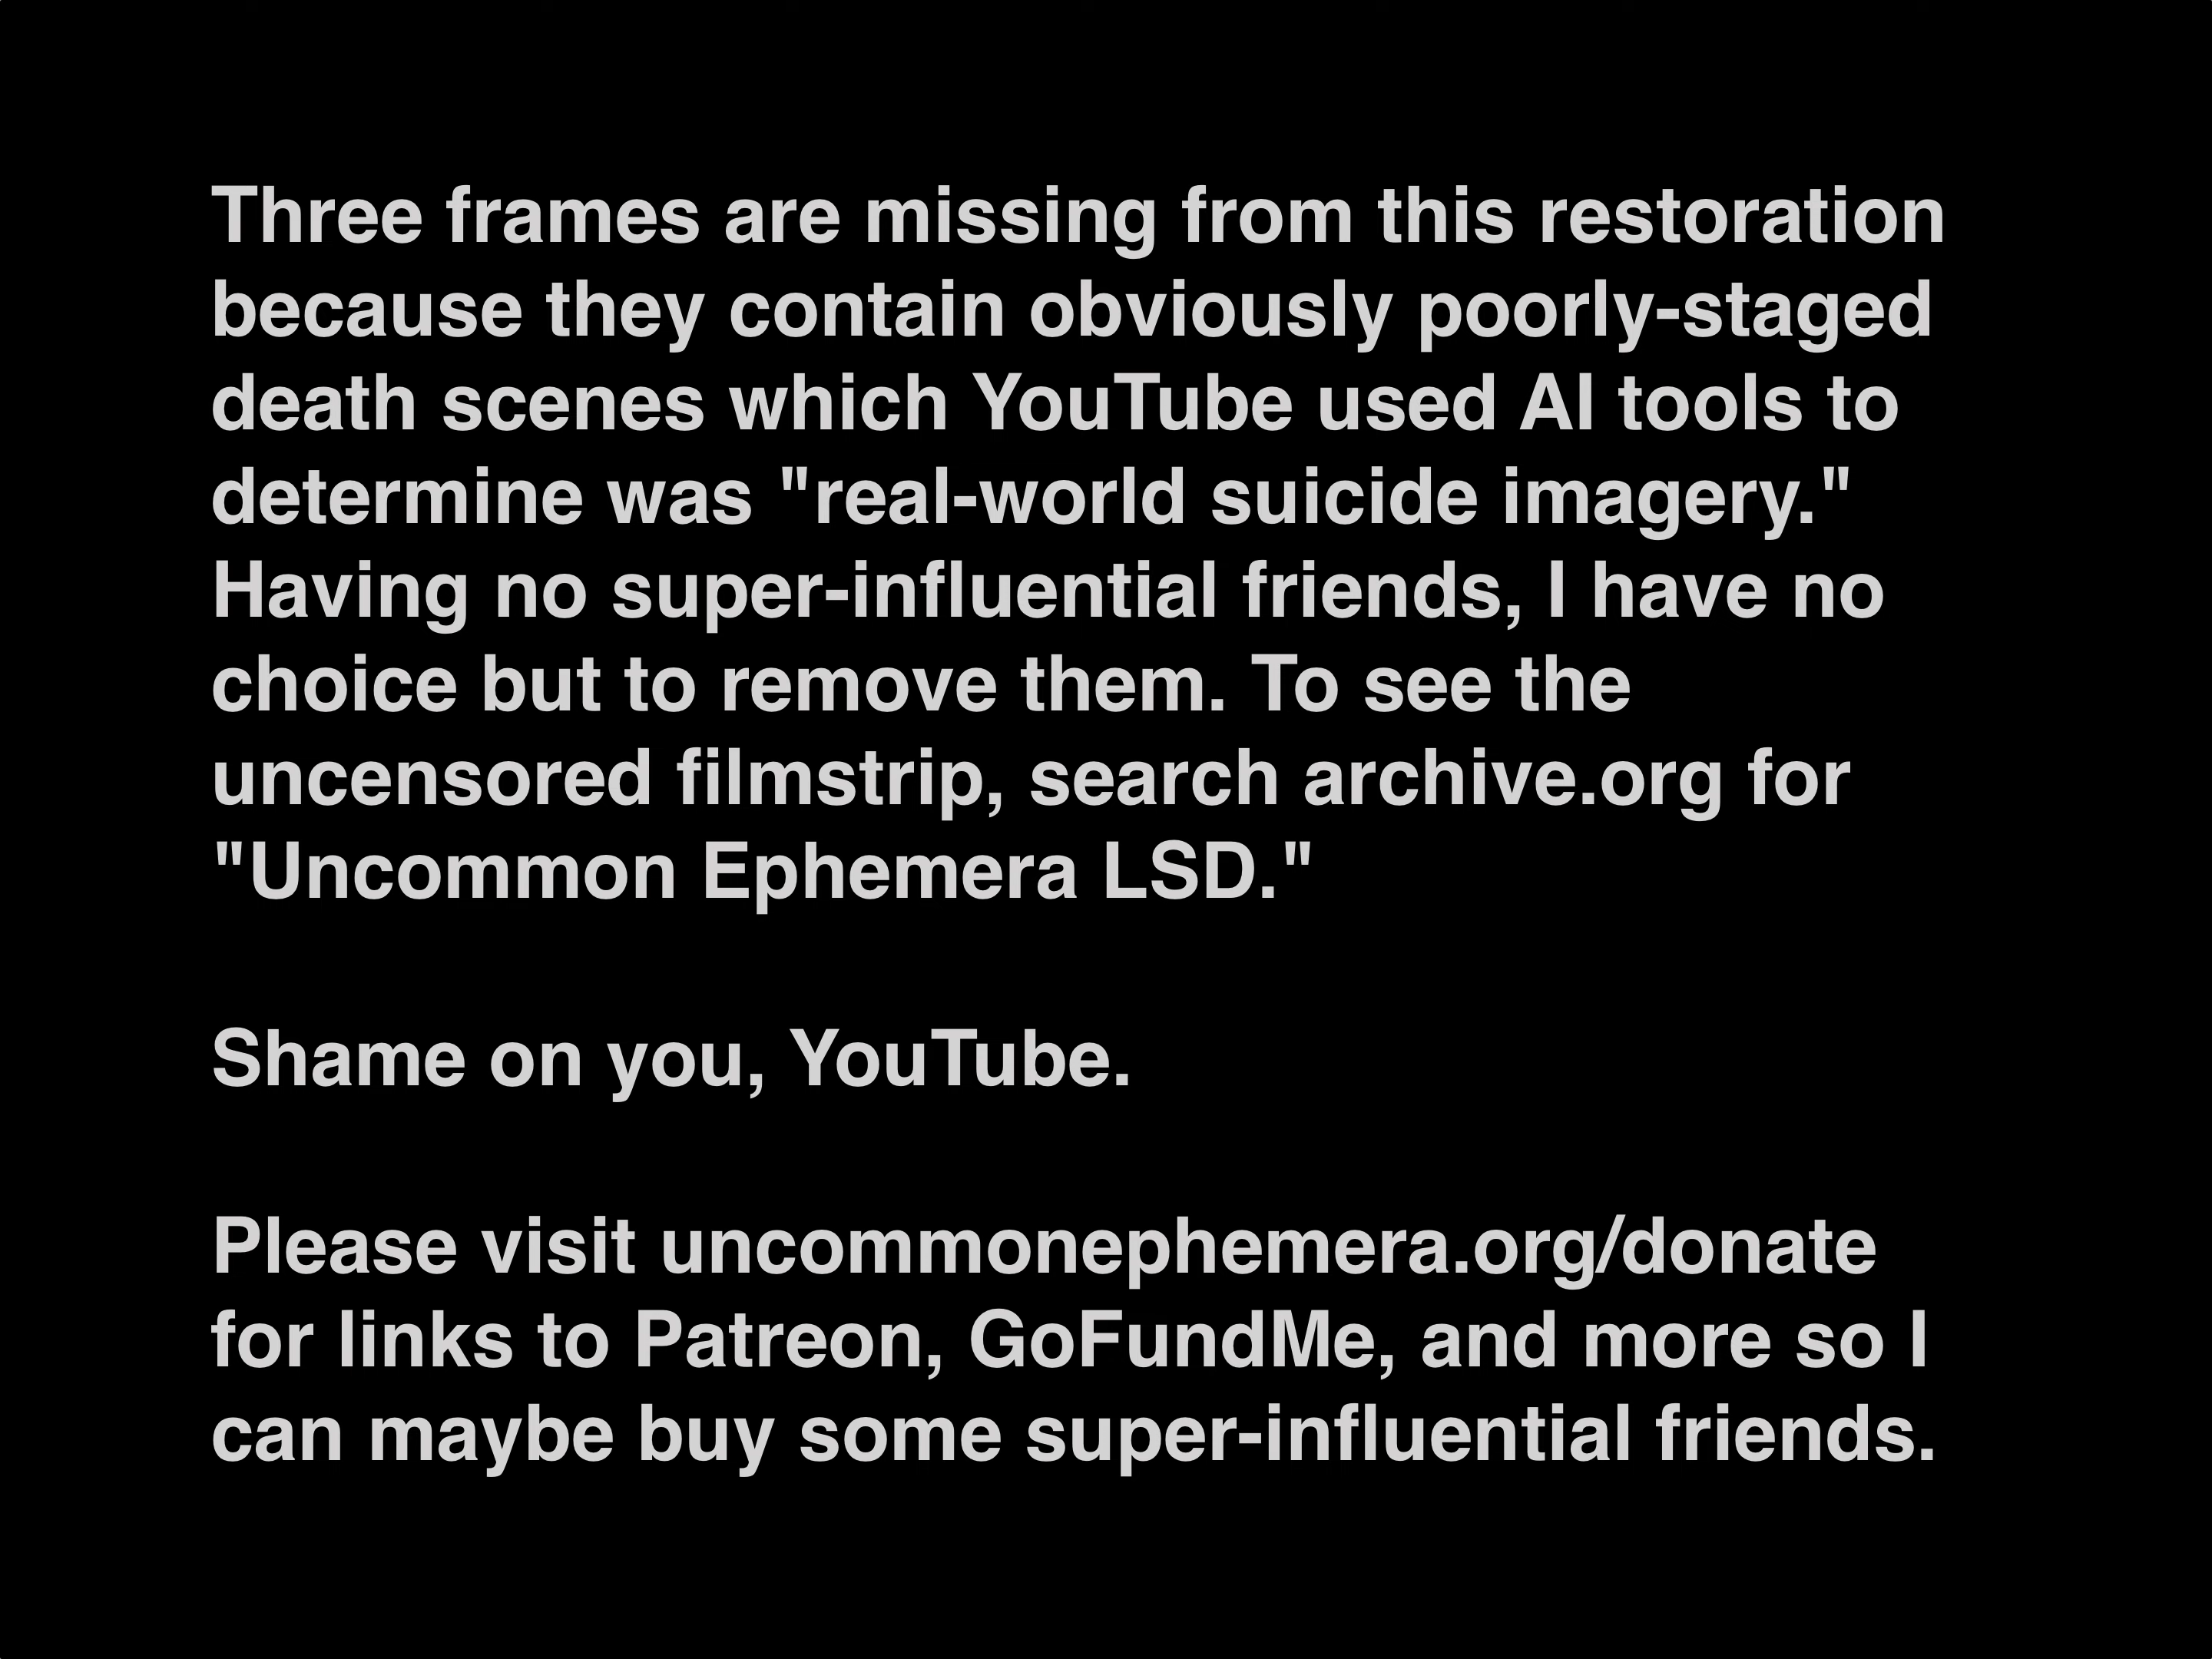 Three frames are missing from this restoration
because they contain obviously poorly-staged
death scenes which YouTube used AI tools to
determine was "real-world suicide imagery."
Having no super-influential friends, I have no
choice but to remove them. To see the
uncensored filmstrip, search archive.org for
"Uncommon Ephemera LSD."
Shame on you, YouTube.
Please visit uncommonephemera.org/donate
for links to Patreon, GoFundMe, and more so I
can maybe buy some super-influential friends.